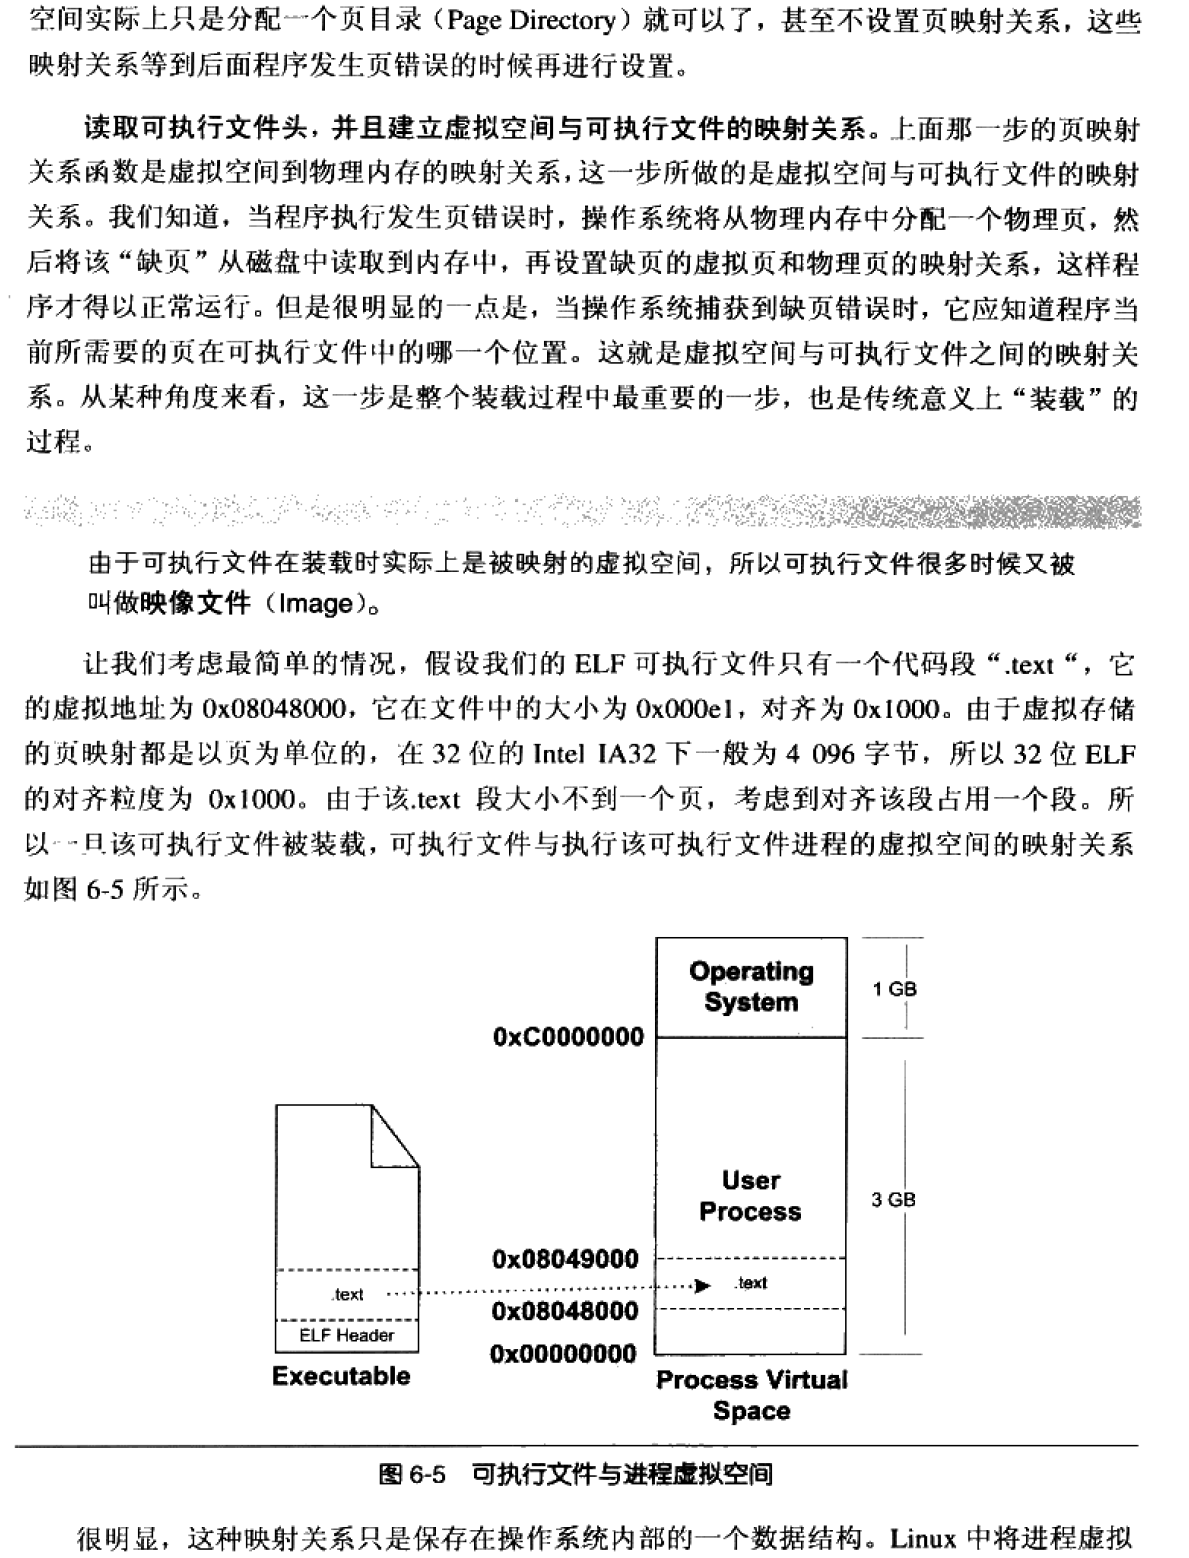 空间实际上只是分配一个页目录（Page Directory）就可以了，甚至不设置页映射关系，这些
映射关系等到后面程序发生页错误的时候再进行设置。
读取可执行文件头，并且建立虚拟空间与可执行文件的映射关系。上面那一步的页映射
关系函数是虚拟空间到物理内存的映射关系，这一步所做的是虚拟空间与可执行文件的映射
关系。我们知道，当程序执行发生页错误时，操作系统将从物理内存中分配一个物理页，然
后将该“缺页”从磁盘中读取到内存中，再设置缺页的虚拟页和物理页的映射关系，这样程
序才得以正常运行。但是很明显的一点是，当操作系统捕获到缺页错误时，它应知道程序当
前所需要的页在可执行文件中的哪一个位置。这就是虚拟空间与可执行文件之间的映射关
系。从某种角度来看，这一步是整个装载过程中最重要的一步，也是传统意义上“装载”的
过程。
由于可执行文件在装载时实际上是被映射的虚拟空间，所以可执行文件很多时候又被
叫做映像文件（Image）。
让我们考虑最简单的情况，假设我们的 ELF 可执行文件只有一个代码段“.text“，它
的虚拟地址为 0x08048000，它在文件中的大小为 0x000e1，对齐为 0x1000。由于虚拟存储
的页映射都是以页为单位的，在 32 位的 Intel IA32 下一般为 4 096 字节，所以 32 位 ELF
的对齐粒度为 0x1000。由于该.text 段大小不到一个页，考虑到对齐该段占用一个段。所
以一旦该可执行文件被装载，可执行文件与执行该可执行文件进程的虚拟空间的映射关系
如图 6-5 所示。
Operating
System
1 GB
0xC0000000
User
Process
3 GB
0x08049000
.text
.text
0x08048000
ELF Header
0x00000000
Executable
Process Virtual
Space
图 6-5 可执行文件与进程虚拟空间
很明显，这种映射关系只是保存在操作系统内部的一个数据结构。Linux 中将进程虚拟